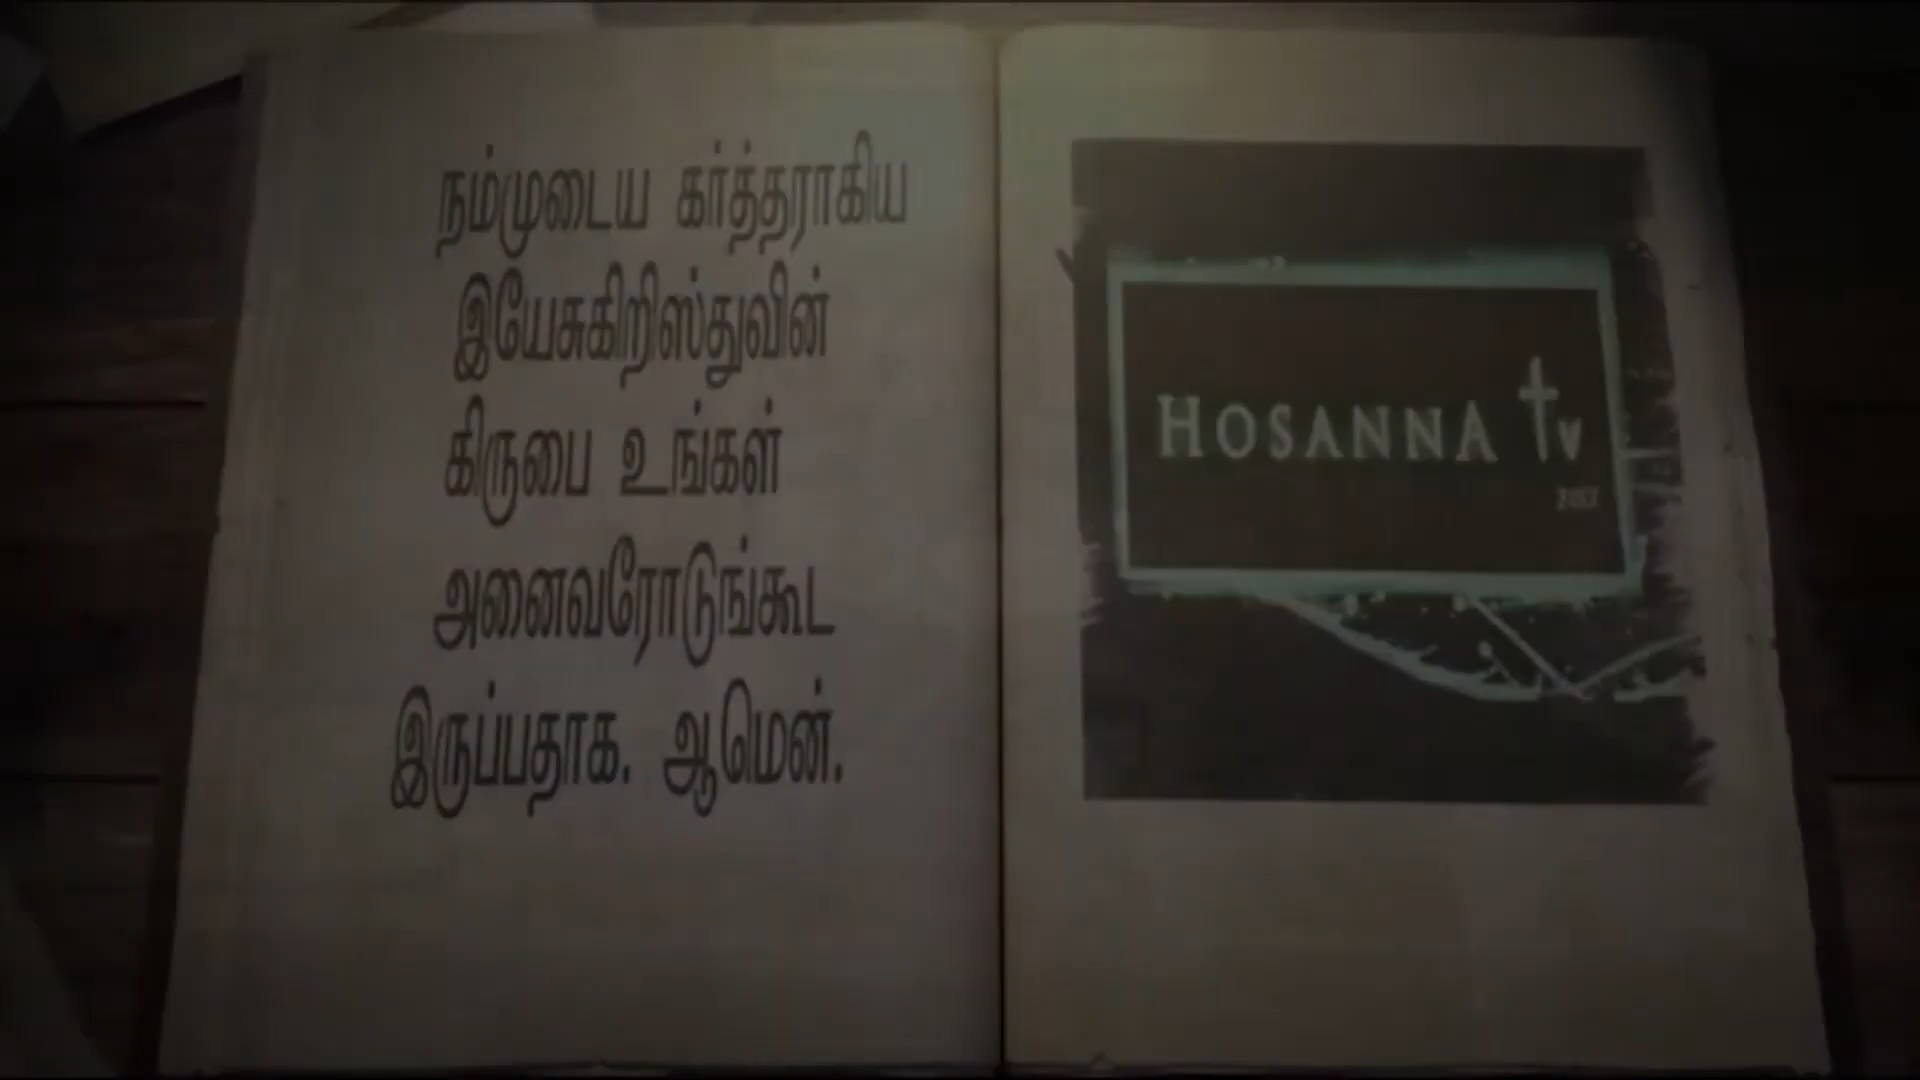 நம்முடைய கர்த்தராகிய
இயேசுகிறிஸ்துவின்
கிருபை உங்கள்
அனைவரோடுங்கூட
இருப்பதாக. ஆமென்.
HOSANNA tv